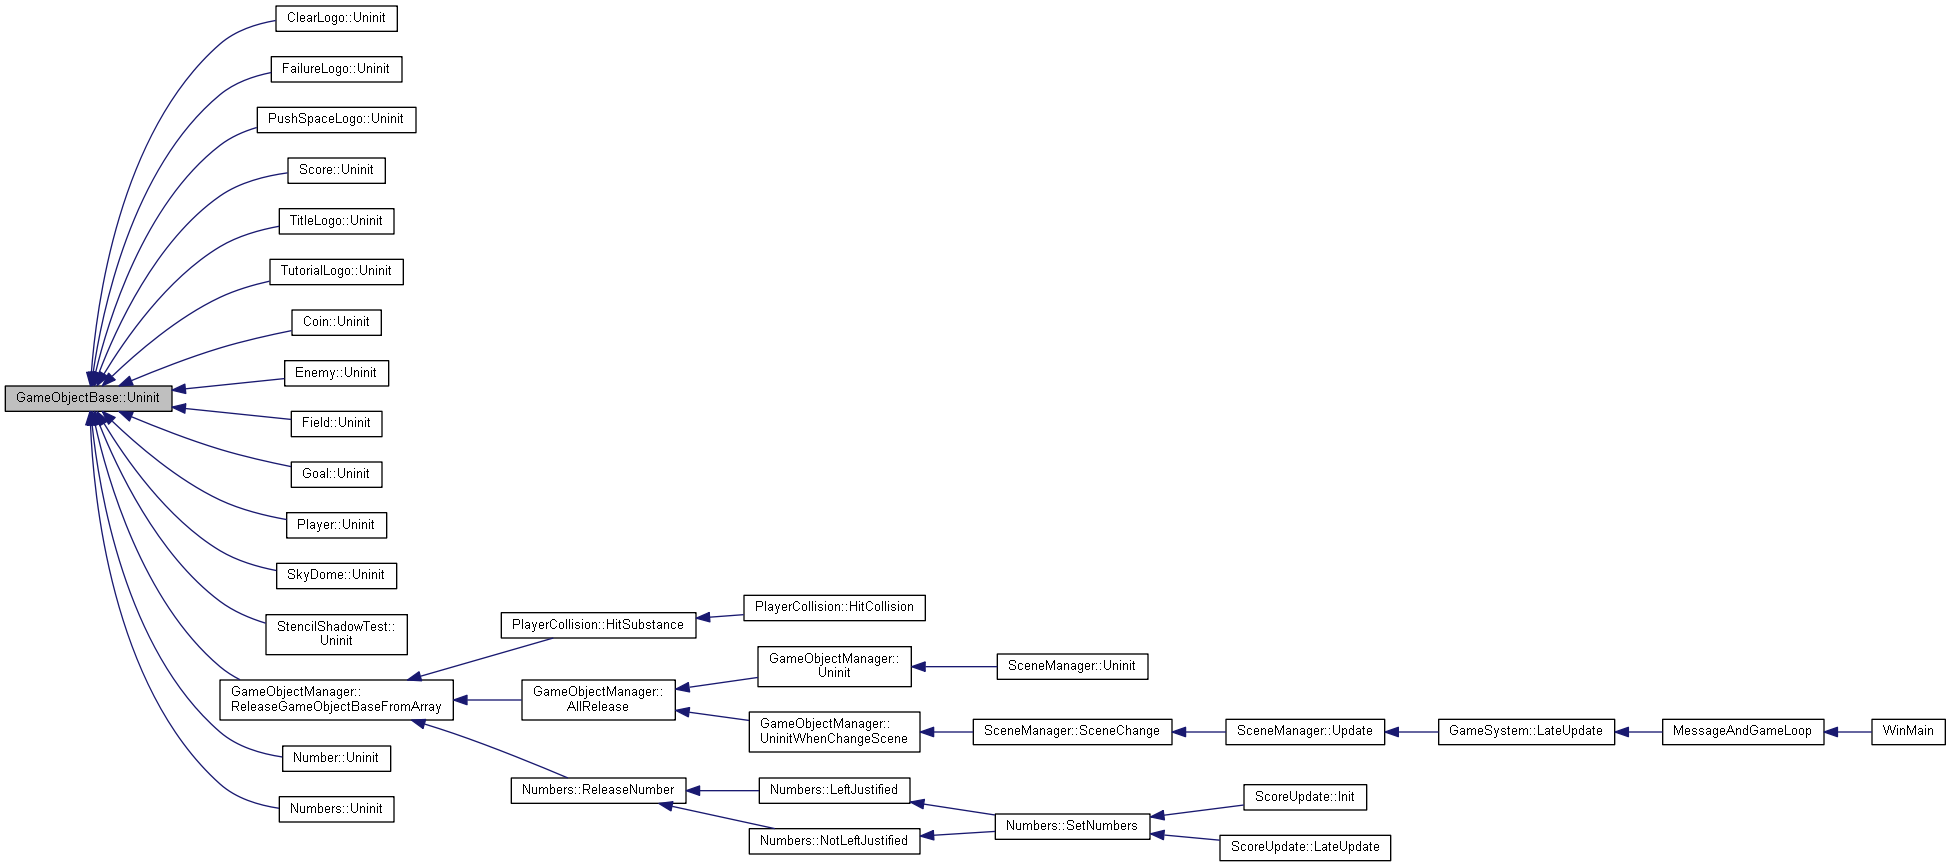 ClearLogo::Uninit
FailureLogo::Uninit
PushSpaceLogo::Uninit
Score::Uninit
TitleLogo::Uninit
TutorialLogo::Uninit
Coin::Uninit
Enemy::Uninit
GameObjectBase::Uninit
Field::Uninit
Goal::Uninit
Player::Uninit
SkyDome::Uninit
StencilShadowTest::
Uninit
GameObjectManager::
ReleaseGameObjectBaseFromArray
Number::Uninit
Numbers::Uninit
PlayerCollision::HitSubstance
PlayerCollision::HitCollision
GameObjectManager::
AllRelease
GameObjectManager::
Uninit
SceneManager::Uninit
GameObjectManager::
UninitWhenChangeScene
SceneManager::SceneChange
SceneManager::Update
GameSystem::LateUpdate
MessageAndGameLoop
WinMain
Numbers::ReleaseNumber
Numbers::LeftJustified
Numbers::NotLeftJustified
Numbers::SetNumbers
ScoreUpdate::Init
ScoreUpdate::LateUpdate